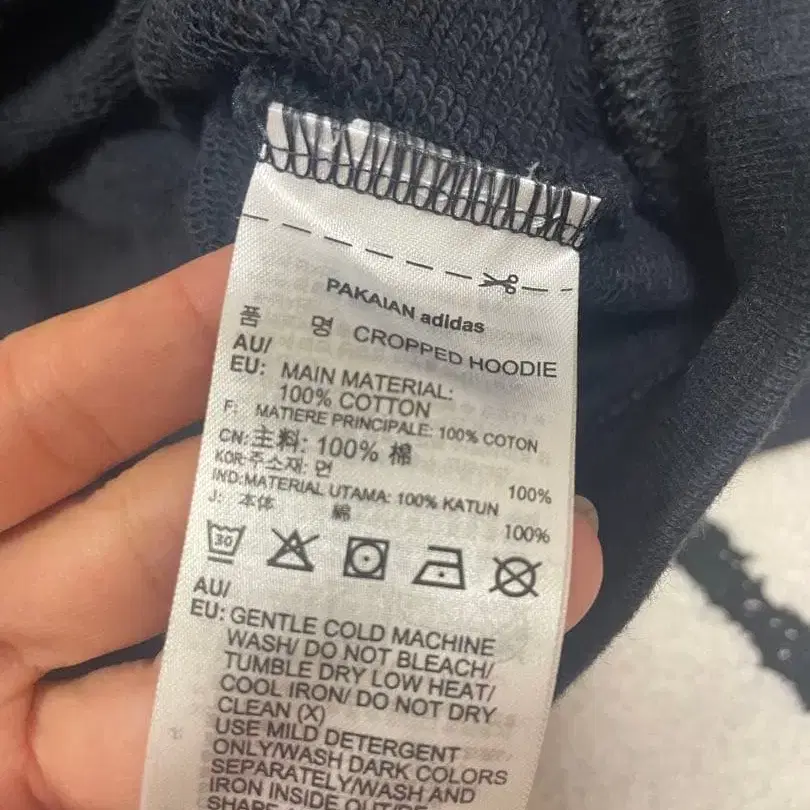 PAKAIAN adidas
품 명 CROPPED HOODIE
AU/
EU: MAIN MATERIAL:
100% COTTON
F: MATIERE PRINCIPALE: 100% COTON
CN: 主料: 100% 棉
KOR:주소재: 면 100%
IND:MATERIAL UTAMA: 100% KATUN
J: 本体 綿 100%
30
AU/
EU: GENTLE COLD MACHINE
WASH/ DO NOT BLEACH/
TUMBLE DRY LOW HEAT/
COOL IRON/ DO NOT DRY
CLEAN (X)
USE MILD DETERGENT
ONLY/WASH DARK COLORS
SEPARATELY/WASH AND
IRON INSIDE OUT/
SHAPE